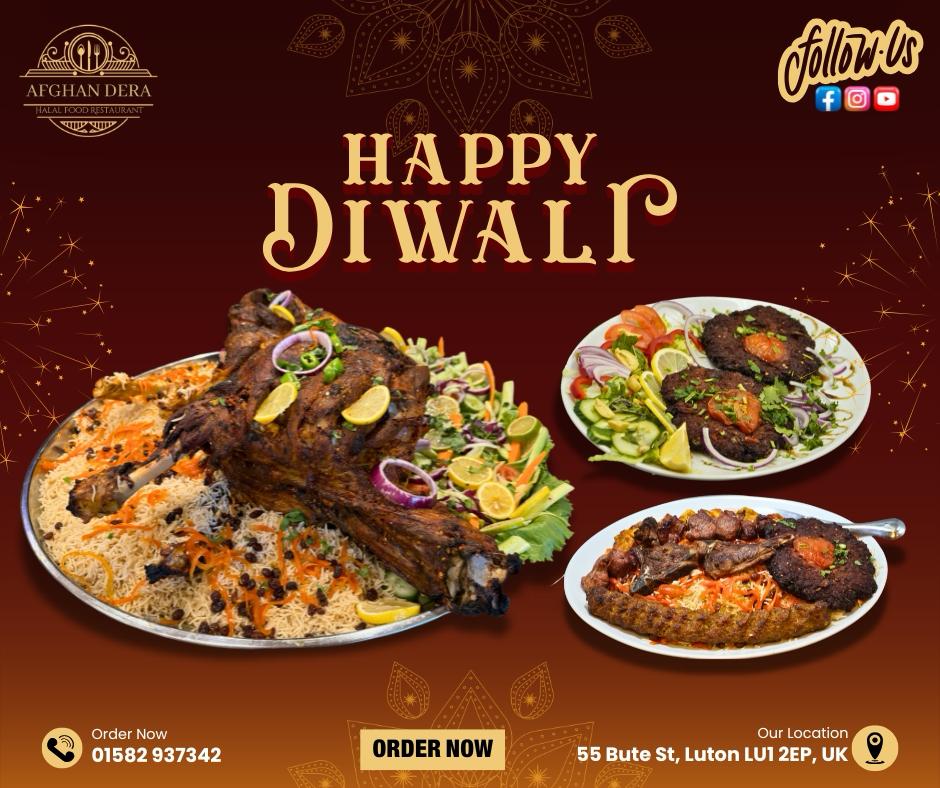 AFGHAN DERA
HALAL FOOD RESTAURANT
follow us
HAPPY
DIWALI
Order Now
01582 937342
ORDER NOW
Our Location
55 Bute St, Luton LU1 2EP, UK